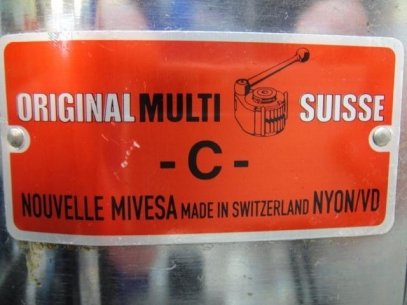 ORIGINAL MULTI SUISSE
- C -
NOUVELLE MIVESA MADE IN SWITZERLAND NYON/VD